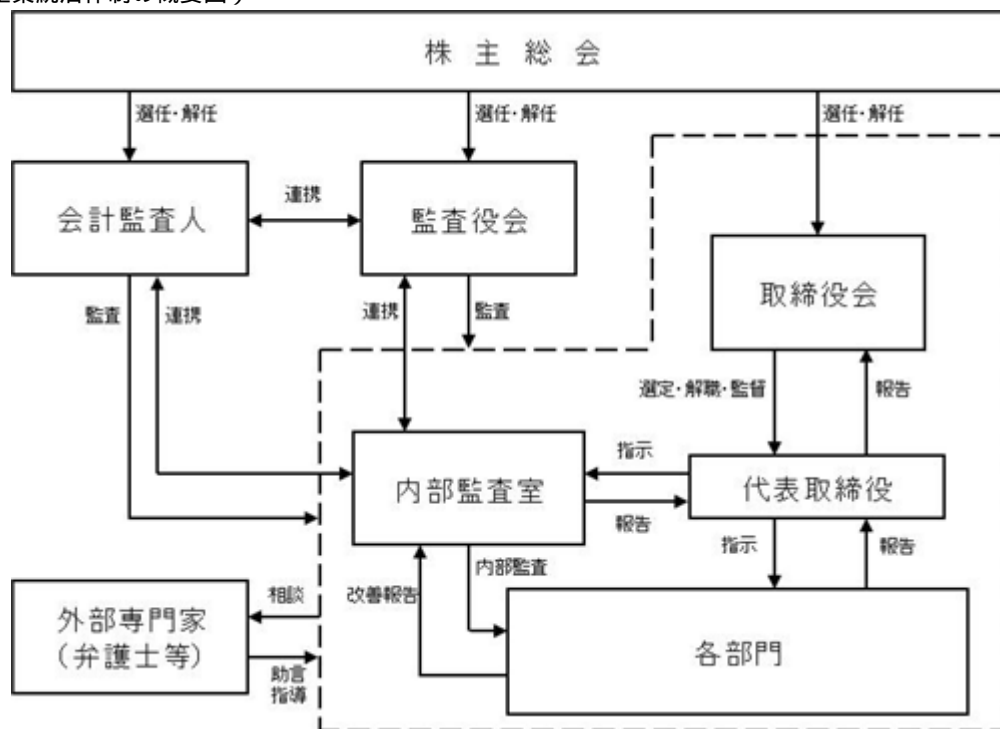 株主総会
選任・解任
選任・解任
選任・解任
会計監査人
連携
監査役会
取締役会
監査
連携
連携
監査
選定・解職・監督
報告
内部監査室
指示
報告
代表取締役
指示
報告
外部専門家
(弁護士等)
相談
助言
指導
改善報告
内部監査
各部門